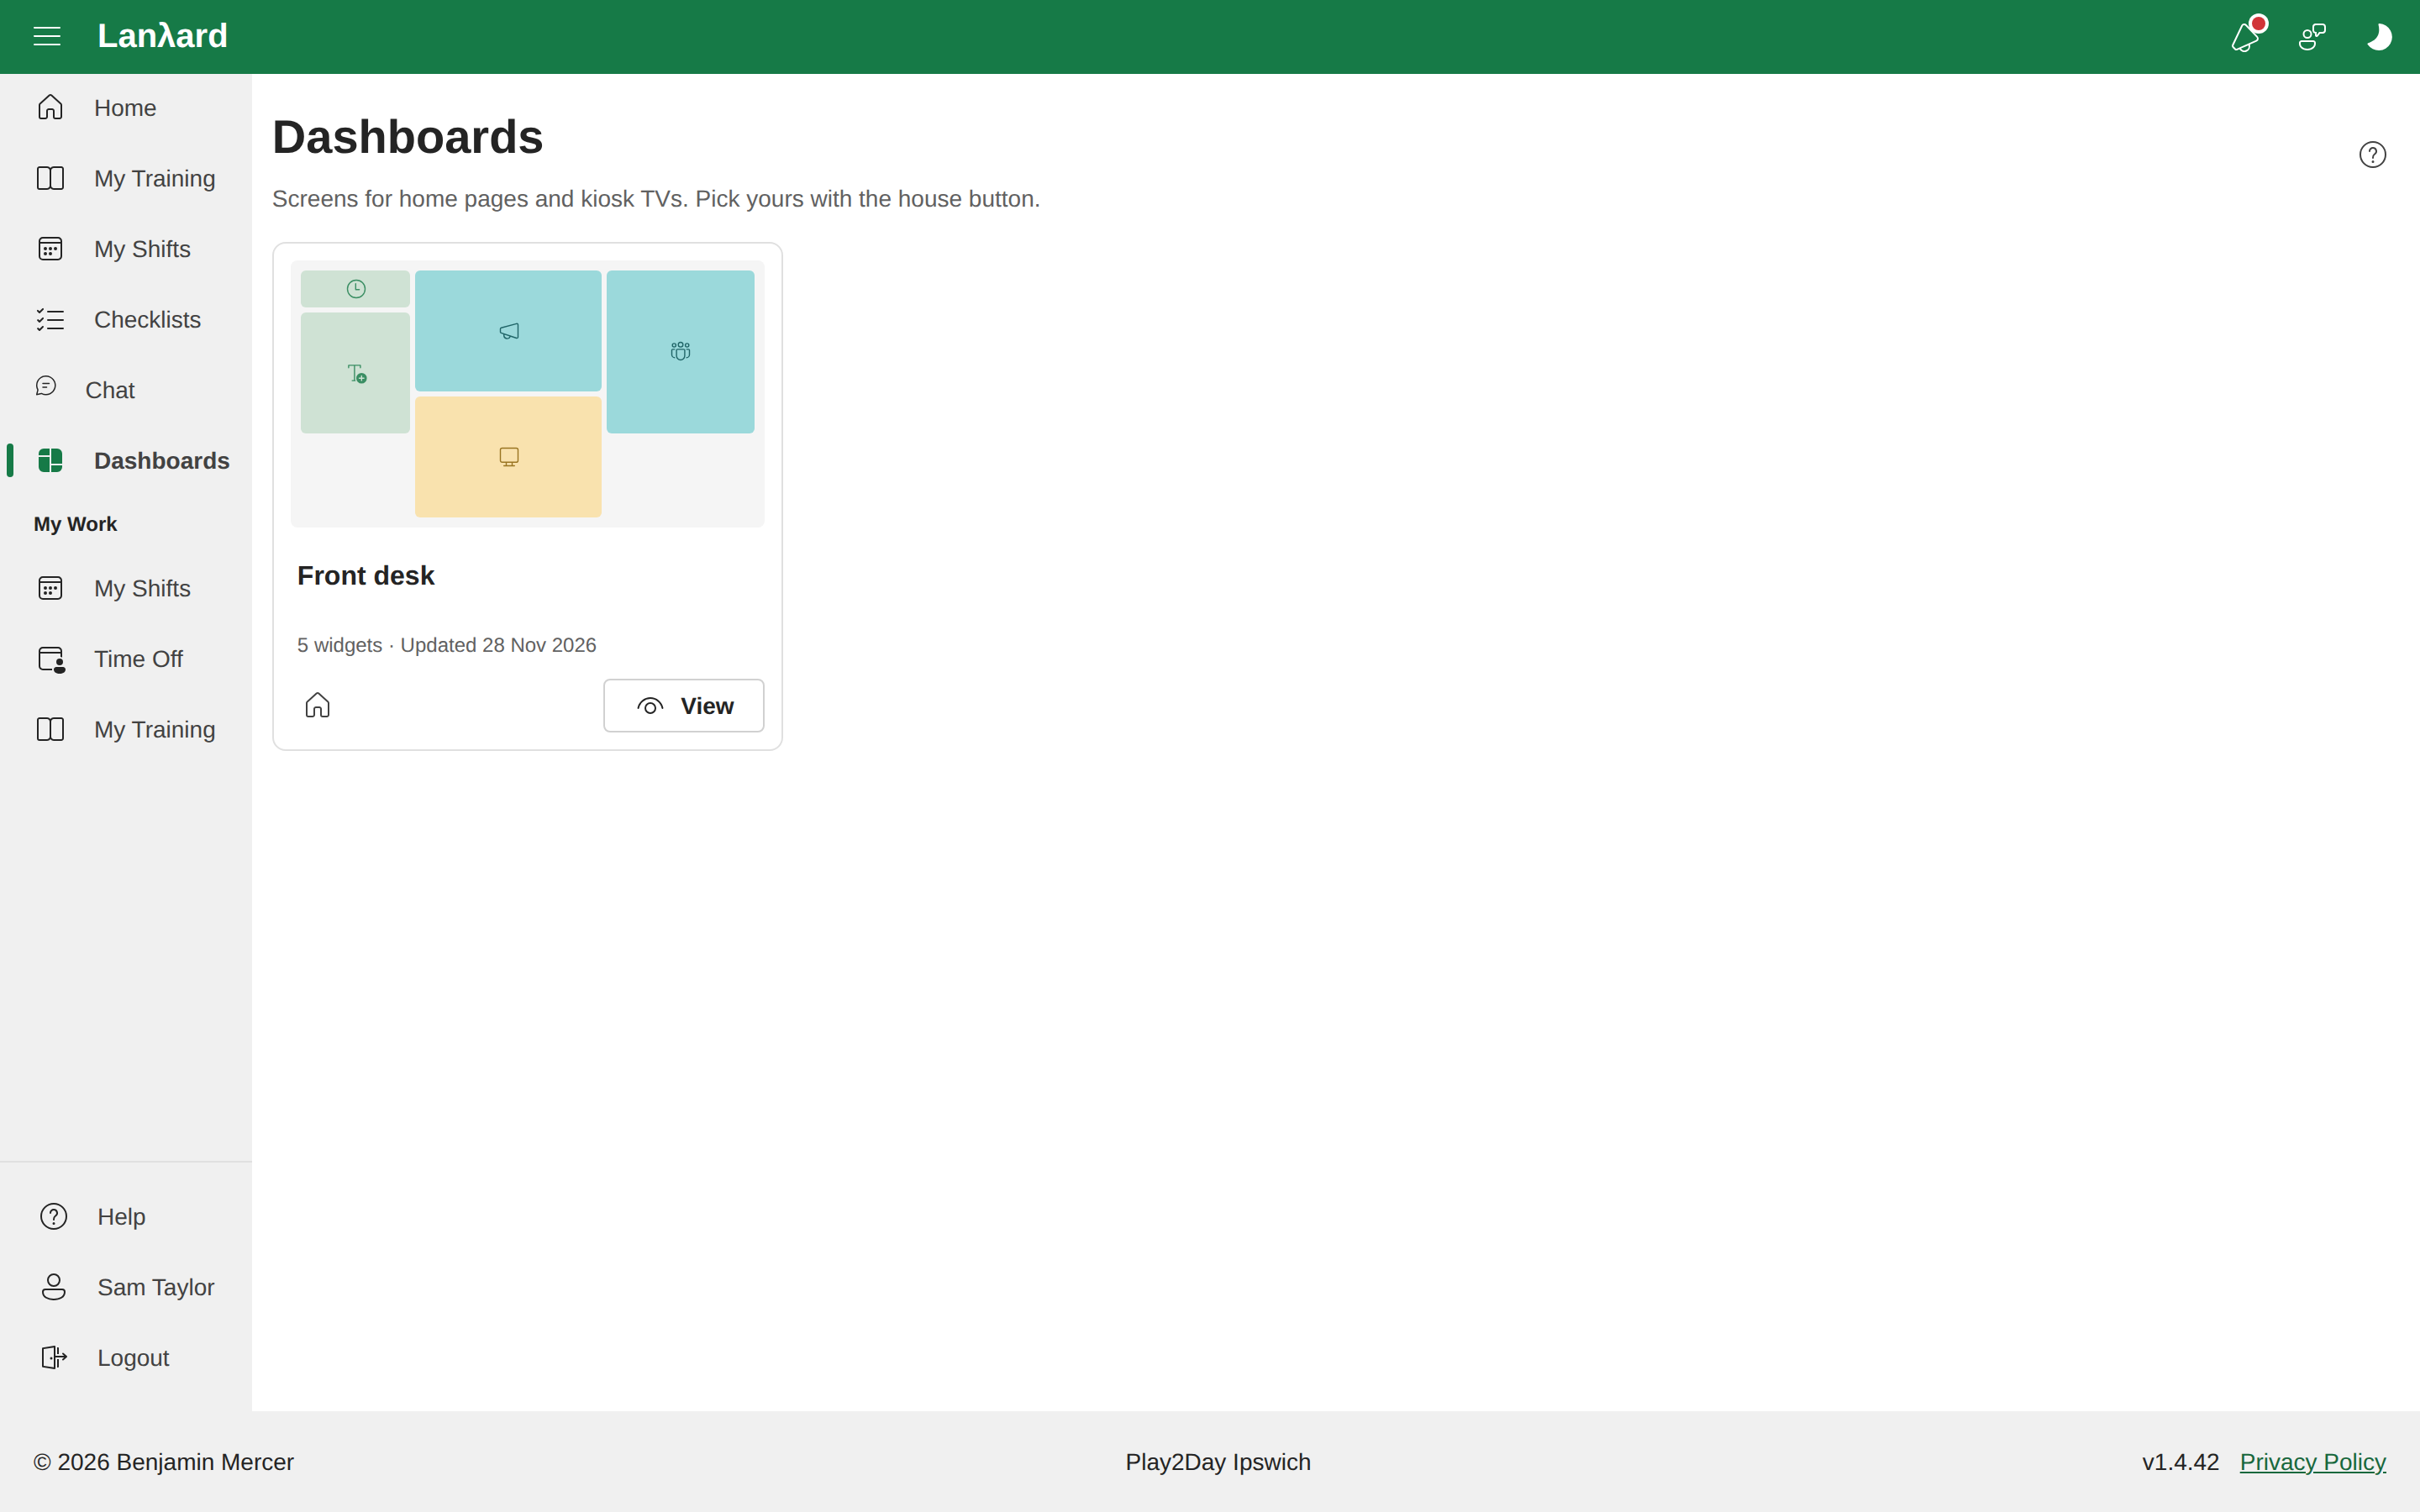 Lanλard
Home
My Training
My Shifts
Checklists
Chat
Dashboards
My Work
My Shifts
Time Off
My Training
Help
Sam Taylor
Logout
Dashboards
Screens for home pages and kiosk TVs. Pick yours with the house button.
Front desk
5 widgets · Updated 28 Nov 2026
View
© 2026 Benjamin Mercer
Play2Day Ipswich
v1.4.42 Privacy Policy